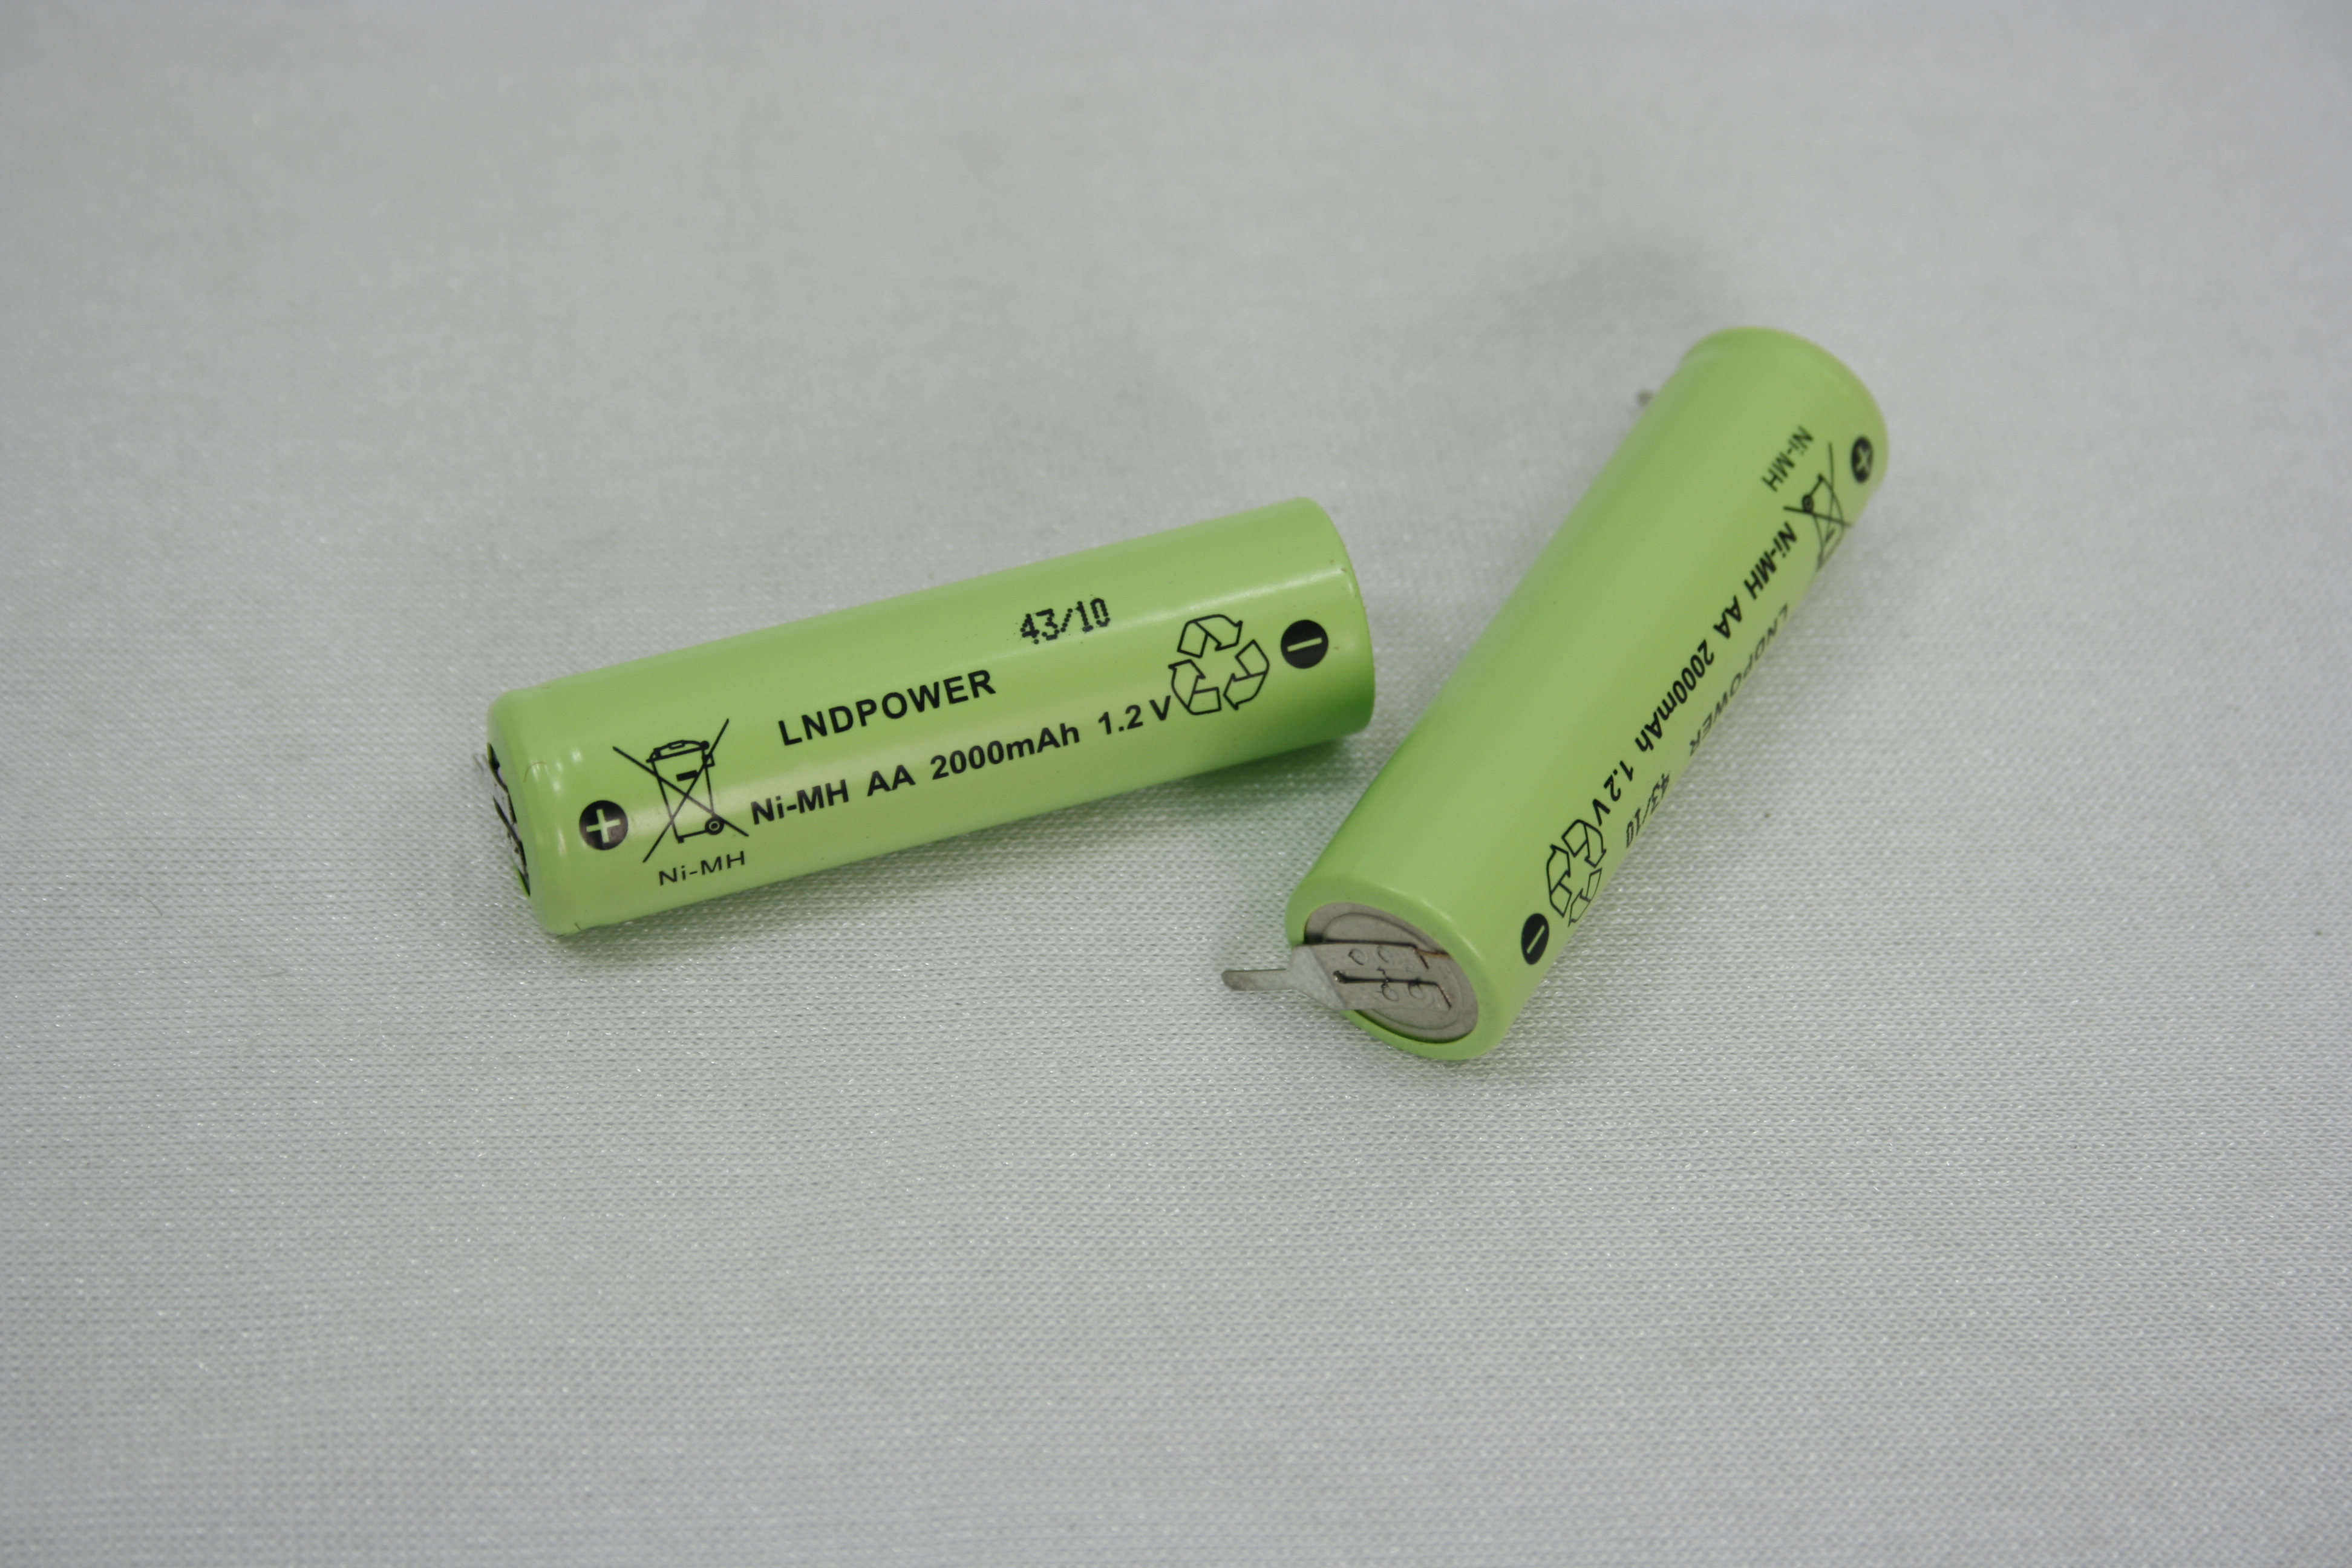 43/10
LNDPOWER
Ni-MH AA 2000mAh 1.2 V
Ni-MH
Ni-MH
Ni-MH AA 2000mAh 1.2 V
LNDPOWER
43/10